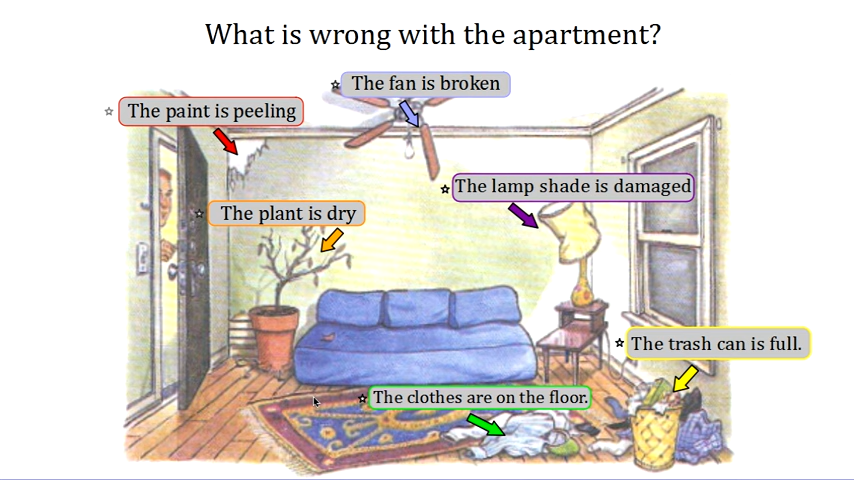 What is wrong with the apartment?
The fan is broken
The paint is peeling
The lamp shade is damaged
The plant is dry
The trash can is full.
The clothes are on the floor.